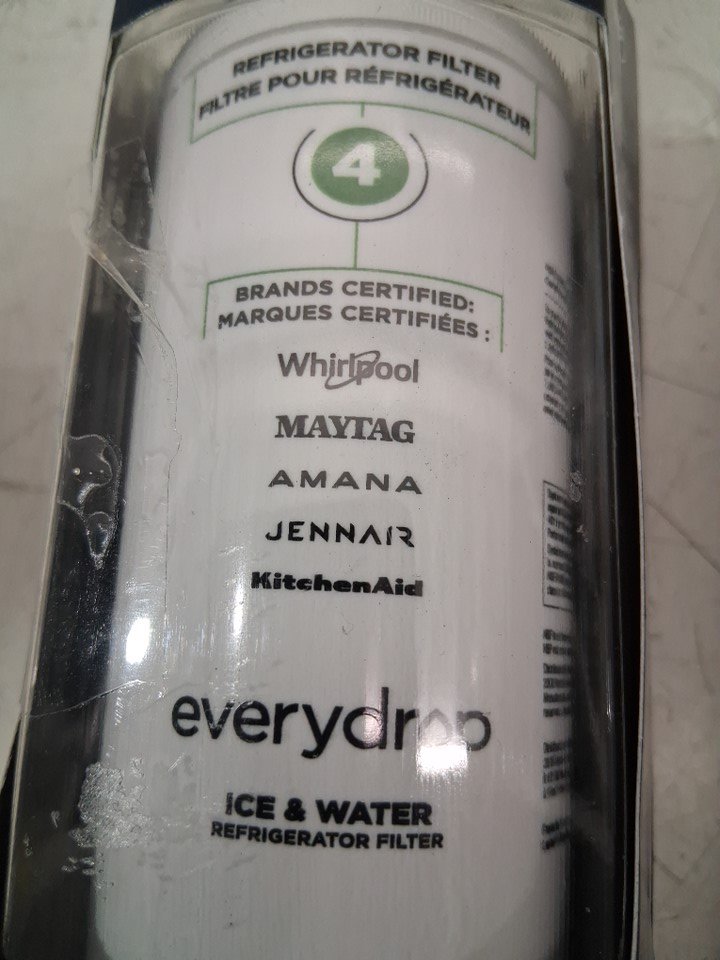 REFRIGERATOR FILTER
FILTRE POUR RÉFRIGÉRATEUR
4
BRANDS CERTIFIED:
MARQUES CERTIFIÉES :
Whirlpool
MAYTAG
AMANA
JENNAIR
KitchenAid
everydrop
ICE & WATER
REFRIGERATOR FILTER